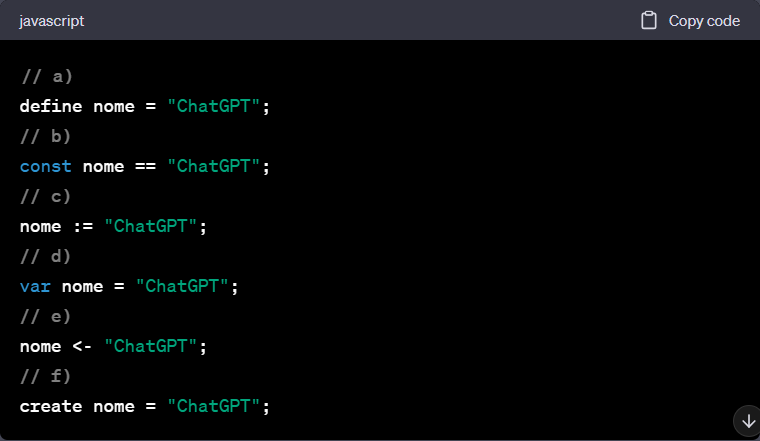 javascript
Copy code
// a)
define nome = "ChatGPT";
// b)
const nome == "ChatGPT";
// c)
nome := "ChatGPT";
// d)
var nome = "ChatGPT";
// e)
nome <- "ChatGPT";
// f)
create nome = "ChatGPT";